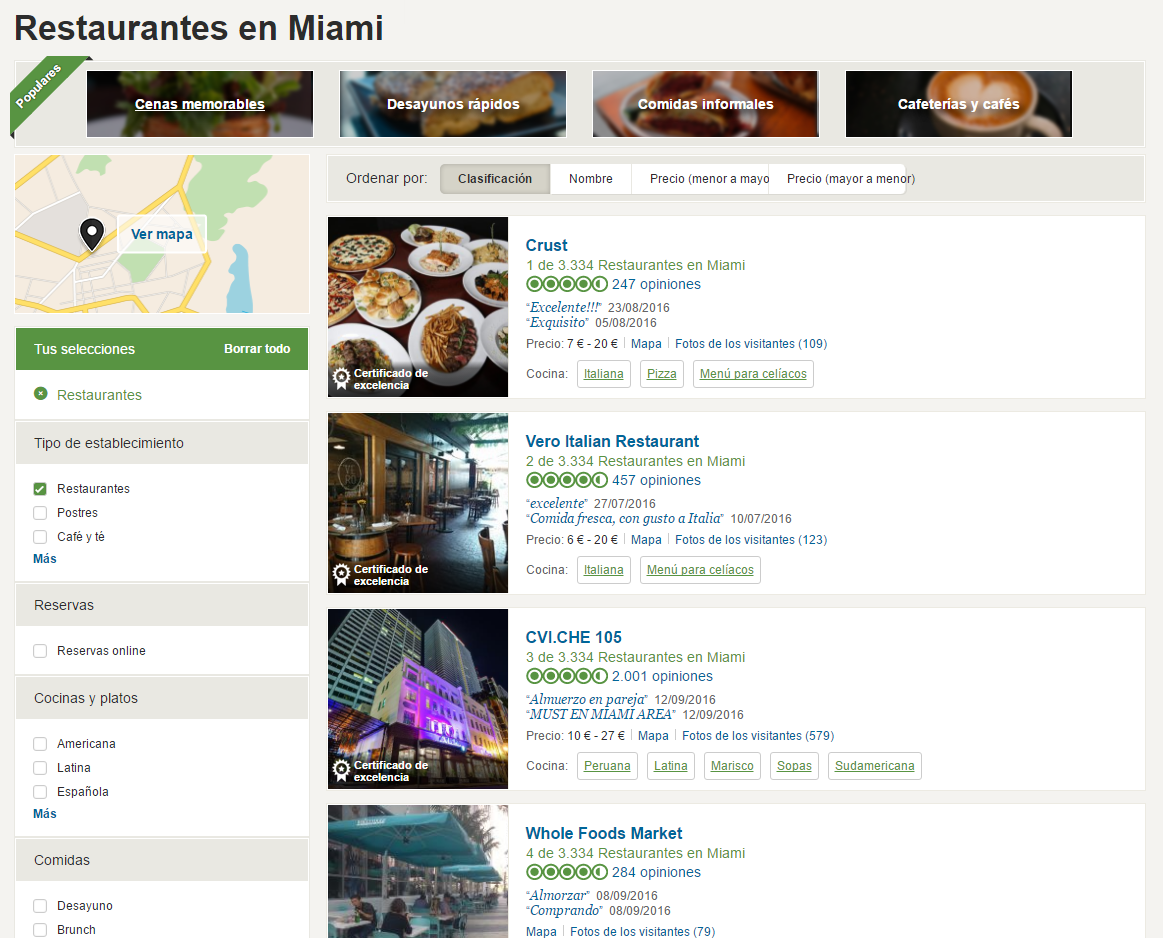 Restaurantes en Miami
Populares
Cenas memorables
Desayunos rápidos
Comidas informales
Cafeterías y cafés
Ver mapa
Tus selecciones
Borrar todo
Restaurantes
Tipo de establecimiento
Restaurantes
Postres
Café y té
Más
Reservas
Reservas online
Cocinas y platos
Americana
Latina
Española
Más
Comidas
Desayuno
Brunch
Ordenar por:
Clasificación
Nombre
Precio (menor a mayo
Precio (mayor a menor)
Crust
1 de 3.334 Restaurantes en Miami
247 opiniones
“Excelente!!!” 23/08/2016
“Exquisito” 05/08/2016
Precio: 7 € - 20 € Mapa Fotos de los visitantes (109)
Cocina: Italiana Pizza Menú para celíacos
Certificado de
excelencia
Vero Italian Restaurant
2 de 3.334 Restaurantes en Miami
457 opiniones
“excelente” 27/07/2016
“Comida fresca, con gusto a Italia” 10/07/2016
Precio: 6 € - 20 € Mapa Fotos de los visitantes (123)
Cocina: Italiana Menú para celíacos
Certificado de
excelencia
CVI.CHE 105
3 de 3.334 Restaurantes en Miami
2.001 opiniones
“Almuerzo en pareja” 12/09/2016
“MUST EN MIAMI AREA” 12/09/2016
Precio: 10 € - 27 € Mapa Fotos de los visitantes (579)
Cocina: Peruana Latina Marisco Sopas Sudamericana
Certificado de
excelencia
Whole Foods Market
4 de 3.334 Restaurantes en Miami
284 opiniones
“Almorzar” 08/09/2016
“Comprando” 08/09/2016
Mapa Fotos de los visitantes (79)